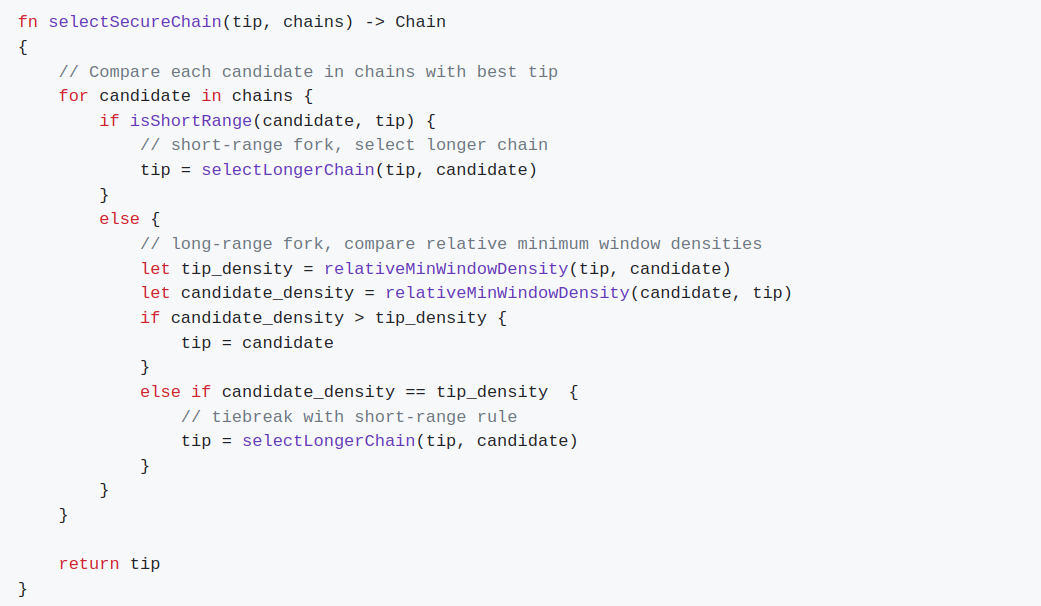 fn selectSecureChain(tip, chains) -> Chain
{
    // Compare each candidate in chains with best tip
    for candidate in chains {
        if isShortRange(candidate, tip) {
            // short-range fork, select longer chain
            tip = selectLongerChain(tip, candidate)
        }
        else {
            // long-range fork, compare relative minimum window densities
            let tip_density = relativeMinWindowDensity(tip, candidate)
            let candidate_density = relativeMinWindowDensity(candidate, tip)
            if candidate_density > tip_density {
                tip = candidate
            }
            else if candidate_density == tip_density  {
                // tiebreak with short-range rule
                tip = selectLongerChain(tip, candidate)
            }
        }
    }

    return tip
}